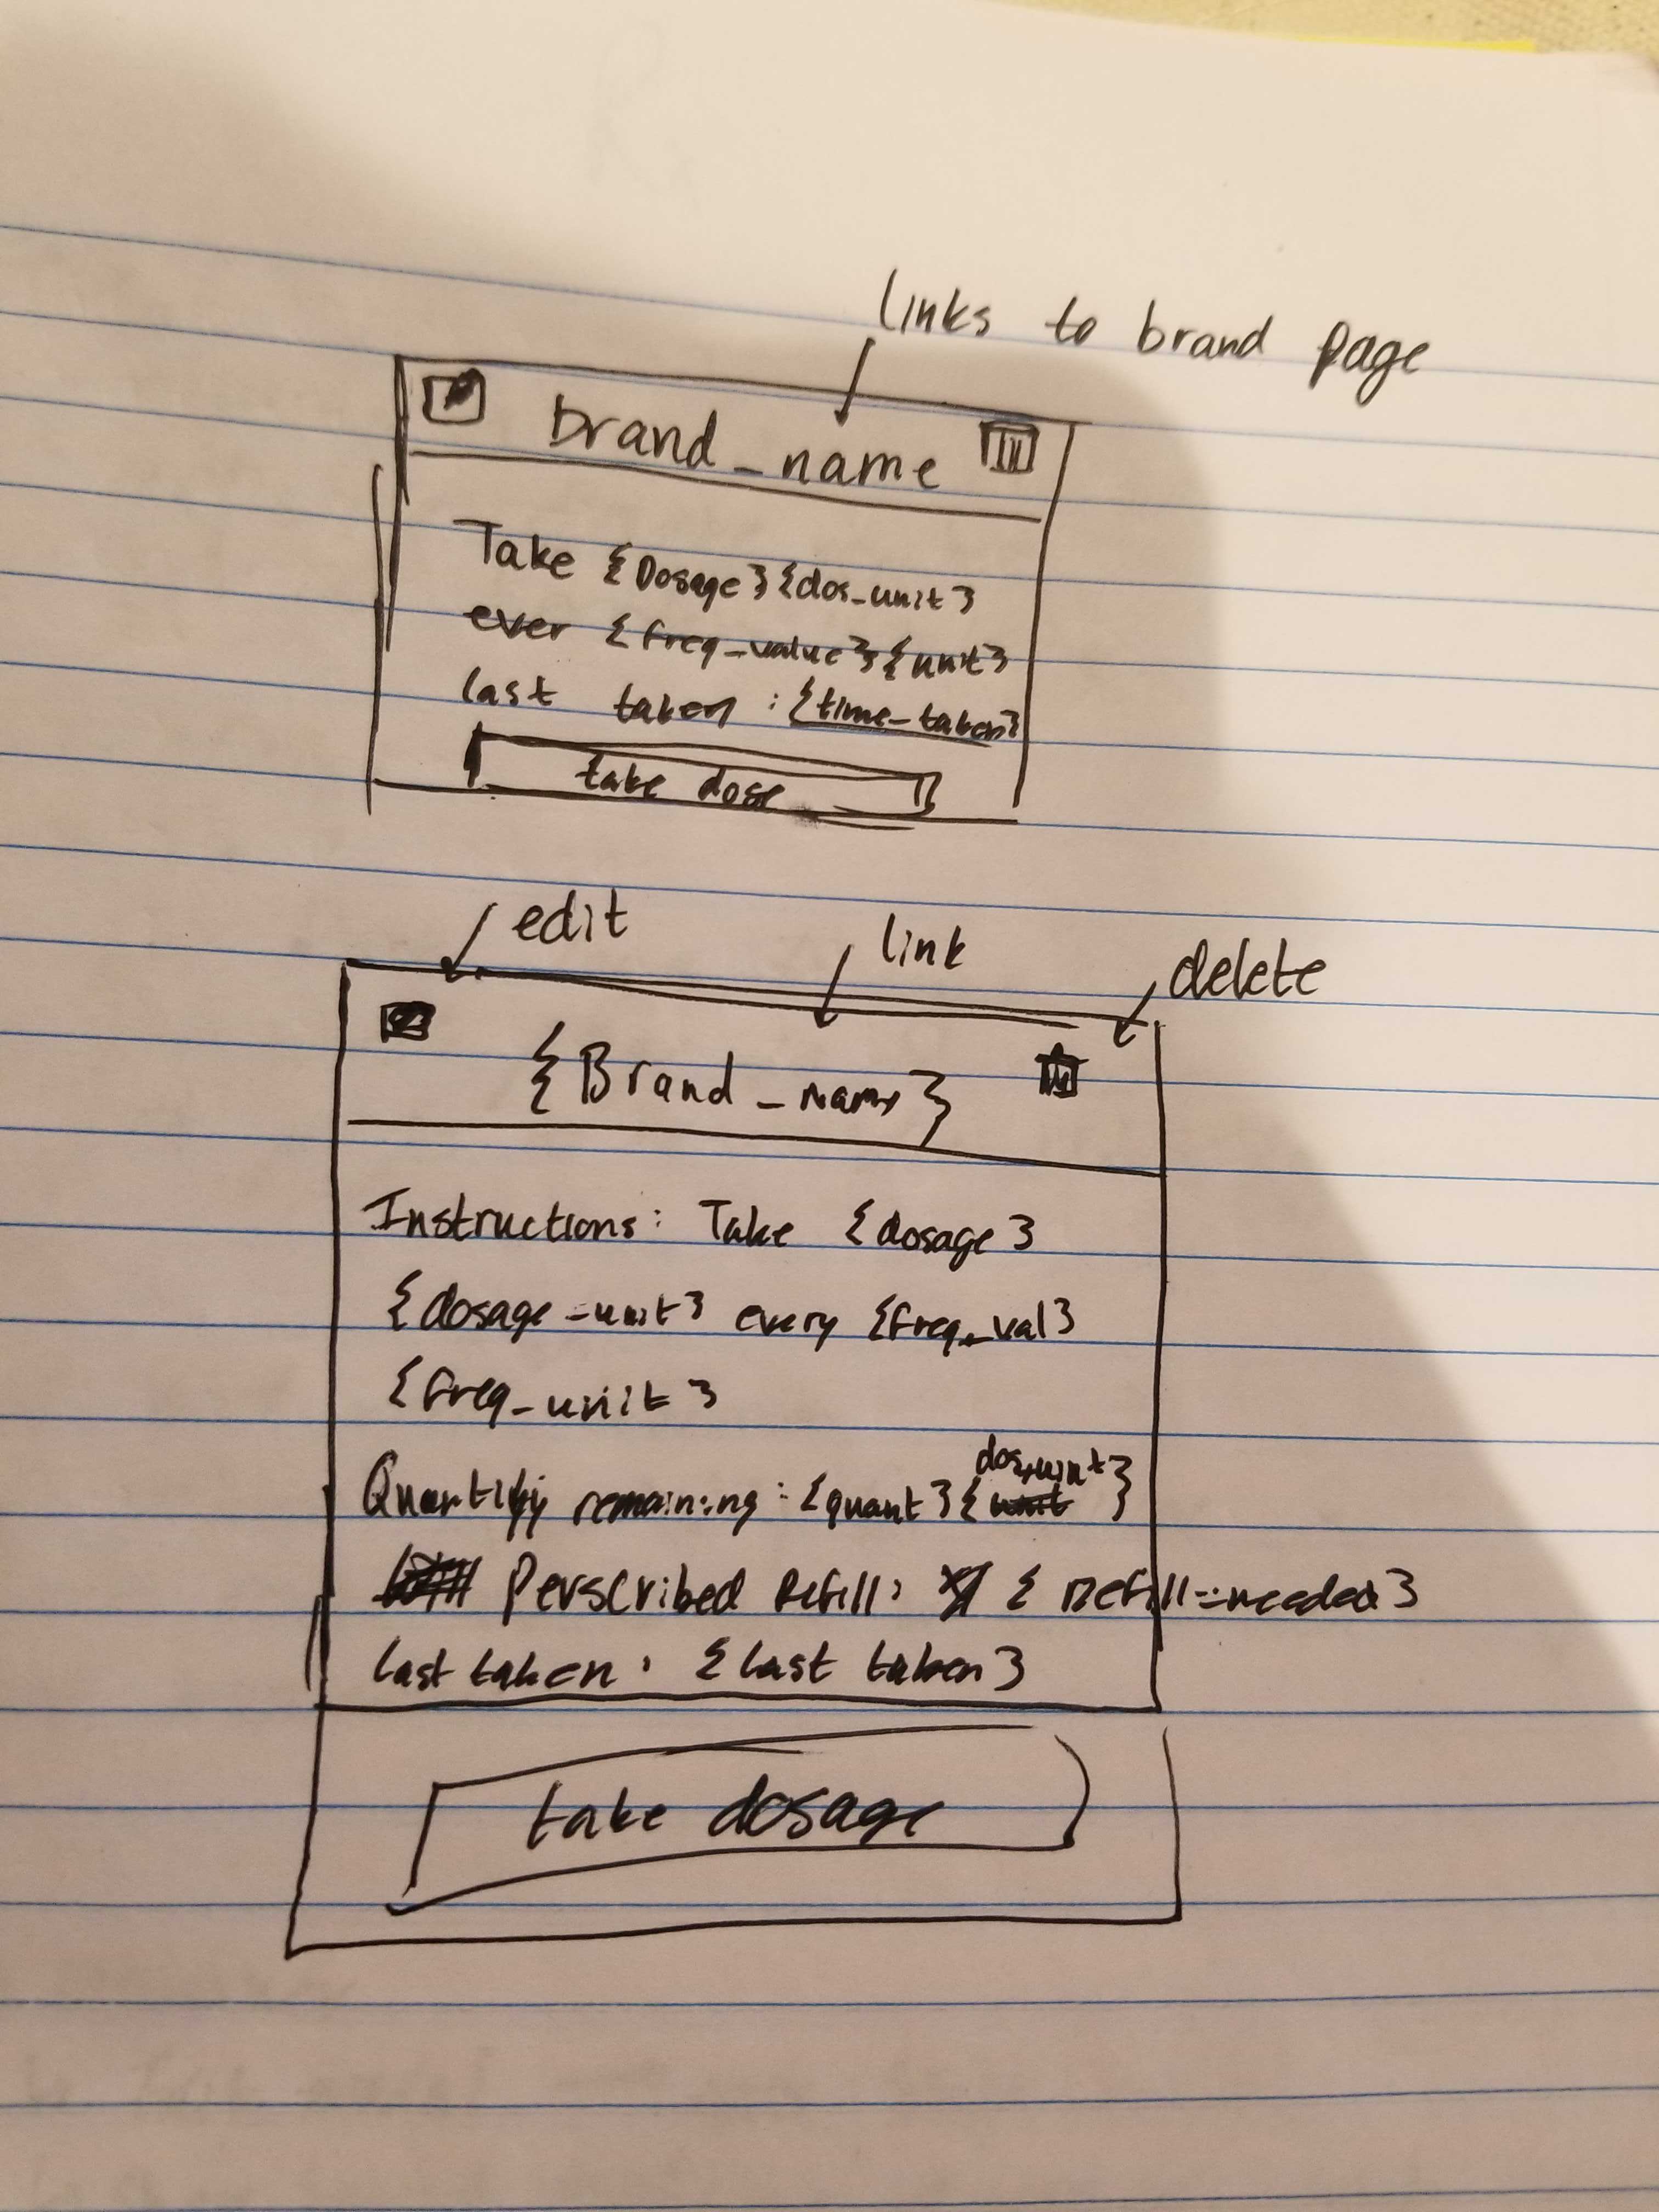 links to brand page
brand_name
Take {Dosage}{dos_unit}
ever {freq_value}{unit}
last taken : {time_taken}
take dose
edit
link
delete
{Brand_name}
Instructions: Take {dosage}
{dosage_unit} every {freq_val}
{freq_unit}
dos_unit
Quantity remaining : {quant}{unit}
Perscribed Refill: { Refill_needed}
last taken : {last taken}
take dosage